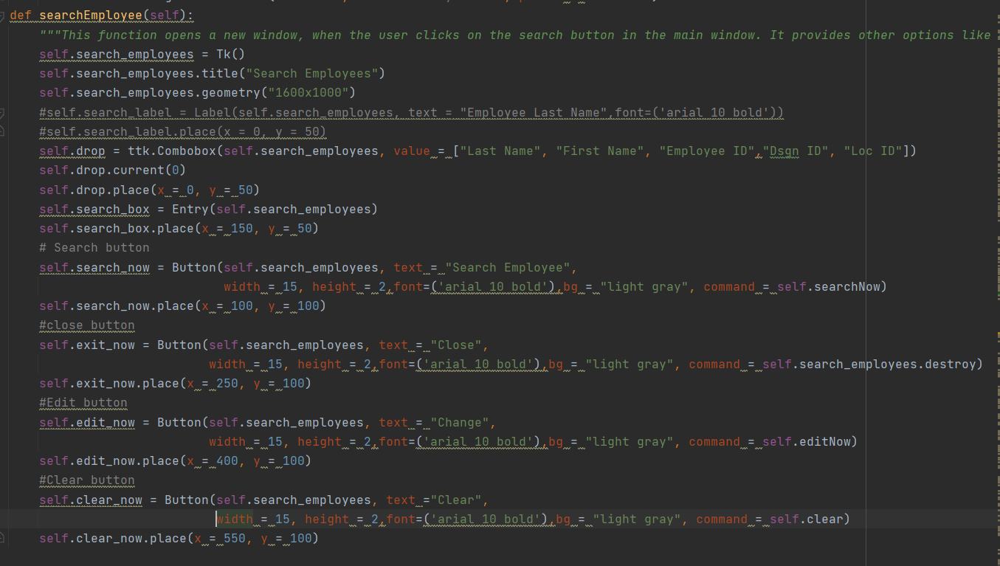 def searchEmployee(self):
"""This function opens a new window, when the user clicks on the search button in the main window. It provides other options like
self.search_employees = Tk()
self.search_employees.title("Search Employees")
self.search_employees.geometry("1600x1000")
#self.search_label = Label(self.search_employees, text = "Employee Last Name",font=('arial 10 bold'))
#self.search_label.place(x = 0, y = 50)
self.drop = ttk.Combobox(self.search_employees, value = ["Last Name", "First Name", "Employee ID","Dsgn ID", "Loc ID"])
self.drop.current(0)
self.drop.place(x = 0, y = 50)
self.search_box = Entry(self.search_employees)
self.search_box.place(x = 150, y = 50)
# Search button
self.search_now = Button(self.search_employees, text = "Search Employee",
width = 15, height = 2,font=('arial 10 bold'),bg = "light gray", command = self.searchNow)
self.search_now.place(x = 100, y = 100)
#close button
self.exit_now = Button(self.search_employees, text = "Close",
width = 15, height = 2,font=('arial 10 bold'),bg = "light gray", command = self.search_employees.destroy)
self.exit_now.place(x = 250, y = 100)
#Edit button
self.edit_now = Button(self.search_employees, text = "Change",
width = 15, height = 2,font=('arial 10 bold'),bg = "light gray", command = self.editNow)
self.edit_now.place(x = 400, y = 100)
#Clear button
self.clear_now = Button(self.search_employees, text ="Clear",
width = 15, height = 2,font=('arial 10 bold'),bg = "light gray", command = self.clear)
self.clear_now.place(x = 550, y = 100)